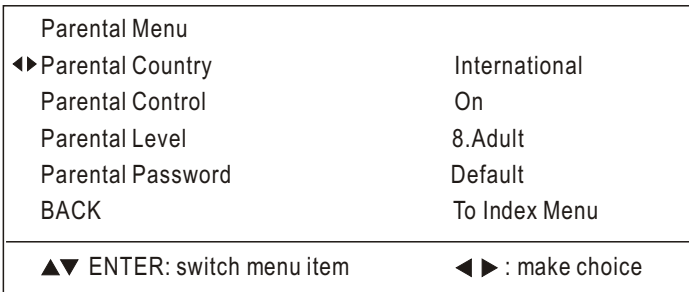 Parental Menu
◀▶ Parental Country International
Parental Control On
Parental Level 8.Adult
Parental Password Default
BACK To Index Menu
▲▼ ENTER: switch menu item ◀ ▶ : make choice